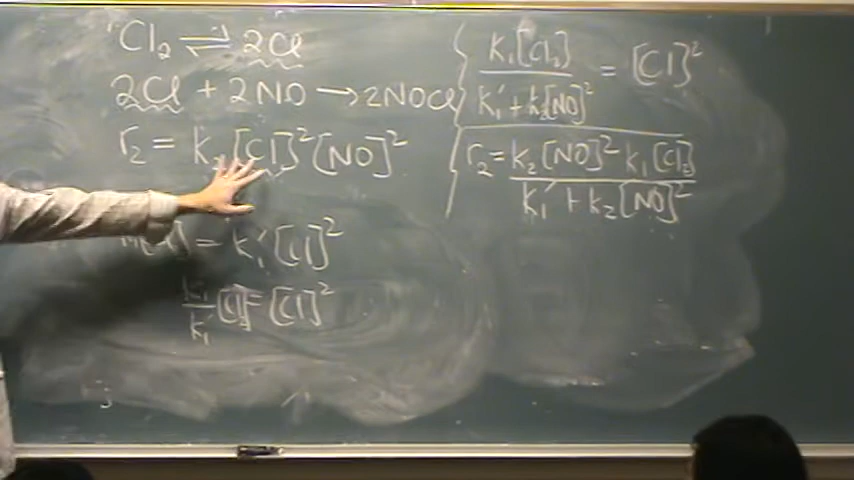 Cl₂ ⇌ 2Cl
2Cl + 2NO → 2NOCl
r₂ = k₂[Cl]²[NO]²
= k₁'[Cl]²
k₁/k₁' [Cl₂] = [Cl]²
k₁[Cl₂] / k₁' + k₂[NO]² = [Cl]²
r₂ = k₂[NO]² k₁[Cl₂] / k₁' + k₂[NO]²